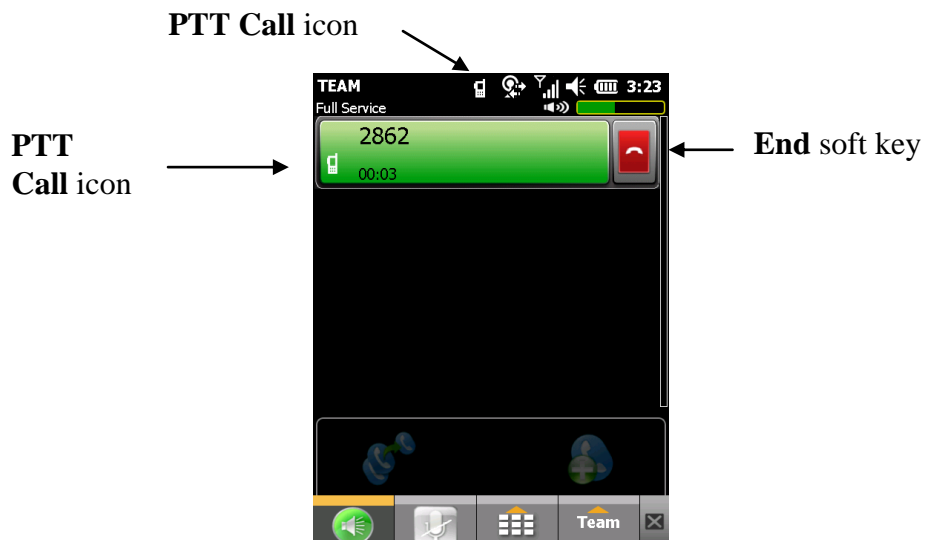 PTT Call icon
TEAM 3:23
Full Service
PTT
Call icon
2862
00:03
End soft key
Team